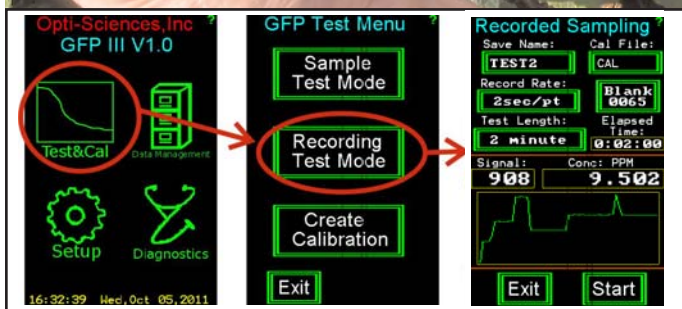 Opti-Sciences,Inc ?
GFP III V1.0
Test&Cal
Data Management
Setup
Diagnostics
16:32:39 Wed,Oct 05,2011
GFP Test Menu ?
Sample
Test Mode
Recording
Test Mode
Create
Calibration
Exit
Recorded ?
Sampling
Save Name: Cal File:
TEST2 CAL
Record Rate:
2sec/pt
Blank
0065
Test Length:
2 minute
Elapsed
Time:
0:02:00
Signal: Conc: PPM
908 9.502
Exit Start